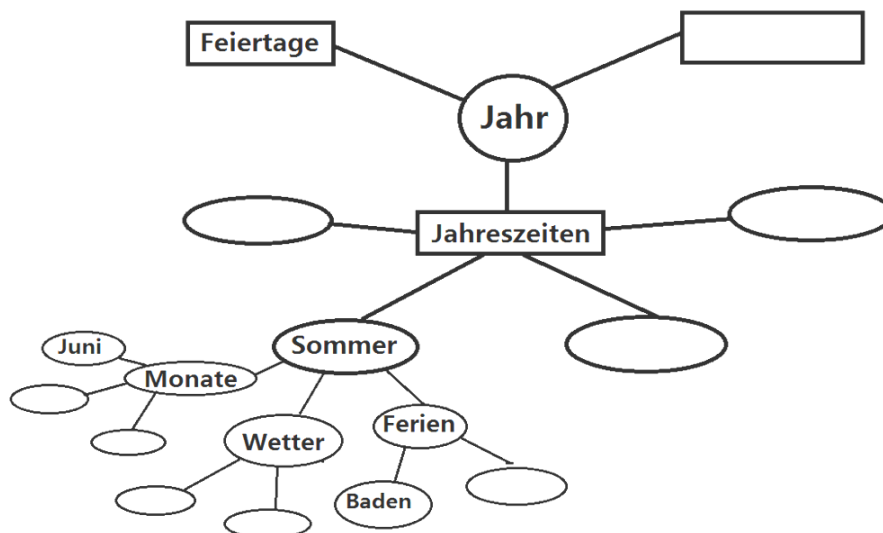 Feiertage
Jahr
Jahreszeiten
Sommer
Juni
Monate
Wetter
Ferien
Baden